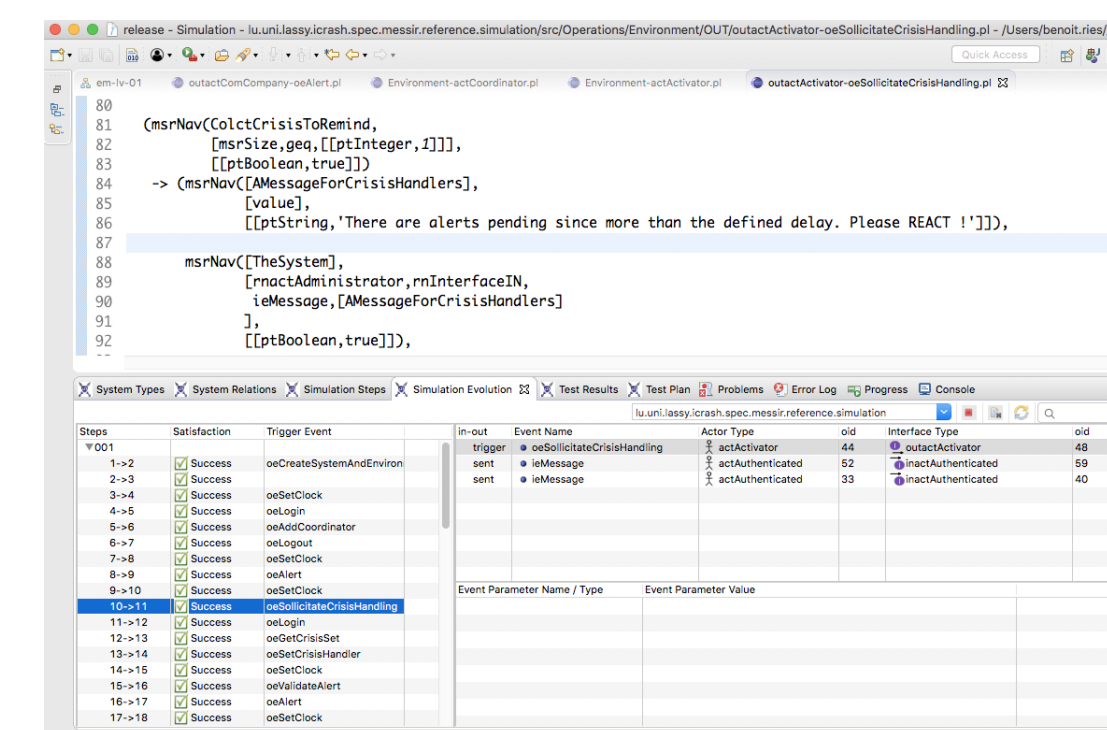 release - Simulation - lu.uni.lassy.icrash.spec.messir.reference.simulation/src/Operations/Environment/OUT/outactActivator-oeSollicitateCrisisHandling.pl - /Users/benoit.ries/
Quick Access
em-lv-01 outactComCompany-oeAlert.pl Environment-actCoordinator.pl Environment-actActivator.pl outactActivator-oeSollicitateCrisisHandling.pl
80
81 (msrNav(ColctCrisisToRemind,
82 [msrSize,geq,[[ptInteger,1]]],
83 [[ptBoolean,true]])
84 -> (msrNav([AMessageForCrisisHandlers],
85 [value],
86 [[ptString,'There are alerts pending since more than the defined delay. Please REACT !']]),
87
88 msrNav([TheSystem],
89 [rnactAdministrator,rnInterfaceIN,
90 ieMessage,[AMessageForCrisisHandlers]
91 ],
92 [[ptBoolean,true]]),
System Types System Relations Simulation Steps Simulation Evolution Test Results Test Plan Problems Error Log Progress Console
lu.uni.lassy.icrash.spec.messir.reference.simulation
Steps Satisfaction Trigger Event in-out Event Name Actor Type oid Interface Type oid
001 trigger oeSollicitateCrisisHandling actActivator 44 outactActivator 48
1->2 Success oeCreateSystemAndEnviron sent ieMessage actAuthenticated 52 inactAuthenticated 59
2->3 Success sent ieMessage actAuthenticated 33 inactAuthenticated 40
3->4 Success oeSetClock
4->5 Success oeLogin
5->6 Success oeAddCoordinator
6->7 Success oeLogout
7->8 Success oeSetClock
8->9 Success oeAlert
9->10 Success oeSetClock Event Parameter Name / Type Event Parameter Value
10->11 Success oeSollicitateCrisisHandling
11->12 Success oeLogin
12->13 Success oeGetCrisisSet
13->14 Success oeSetCrisisHandler
14->15 Success oeSetClock
15->16 Success oeValidateAlert
16->17 Success oeAlert
17->18 Success oeSetClock